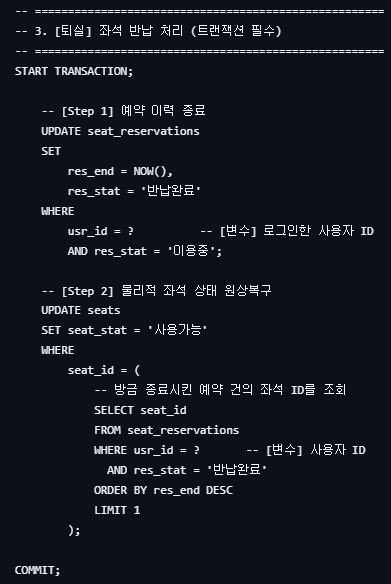 -- =====================================================
-- 3. [퇴실] 좌석 반납 처리 (트랜잭션 필수)
-- =====================================================
START TRANSACTION;
-- [Step 1] 예약 이력 종료
UPDATE seat_reservations
SET
res_end = NOW(),
res_stat = '반납완료'
WHERE
usr_id = ? -- [변수] 로그인한 사용자 ID
AND res_stat = '이용중';
-- [Step 2] 물리적 좌석 상태 원상복구
UPDATE seats
SET seat_stat = '사용가능'
WHERE
seat_id = (
-- 방금 종료시킨 예약 건의 좌석 ID를 조회
SELECT seat_id
FROM seat_reservations
WHERE usr_id = ? -- [변수] 사용자 ID
AND res_stat = '반납완료'
ORDER BY res_end DESC
LIMIT 1
);
COMMIT;